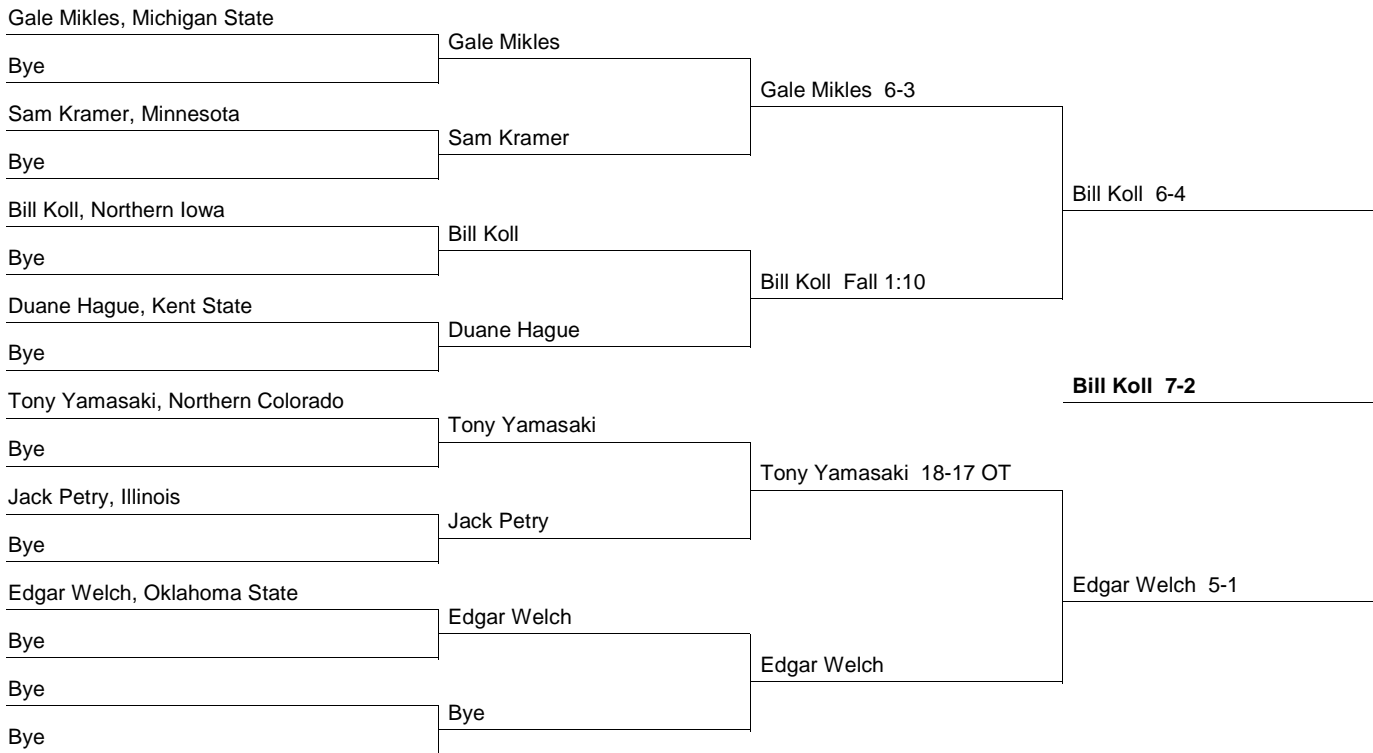 Gale Mikles, Michigan State
Bye
Sam Kramer, Minnesota
Bye
Bill Koll, Northern Iowa
Bye
Duane Hague, Kent State
Bye
Tony Yamasaki, Northern Colorado
Bye
Jack Petry, Illinois
Bye
Edgar Welch, Oklahoma State
Bye
Bye
Bye
Gale Mikles
Sam Kramer
Bill Koll
Duane Hague
Tony Yamasaki
Jack Petry
Edgar Welch
Bye
Gale Mikles 6-3
Bill Koll Fall 1:10
Tony Yamasaki 18-17 OT
Edgar Welch
Bill Koll 6-4
Bill Koll 7-2
Edgar Welch 5-1